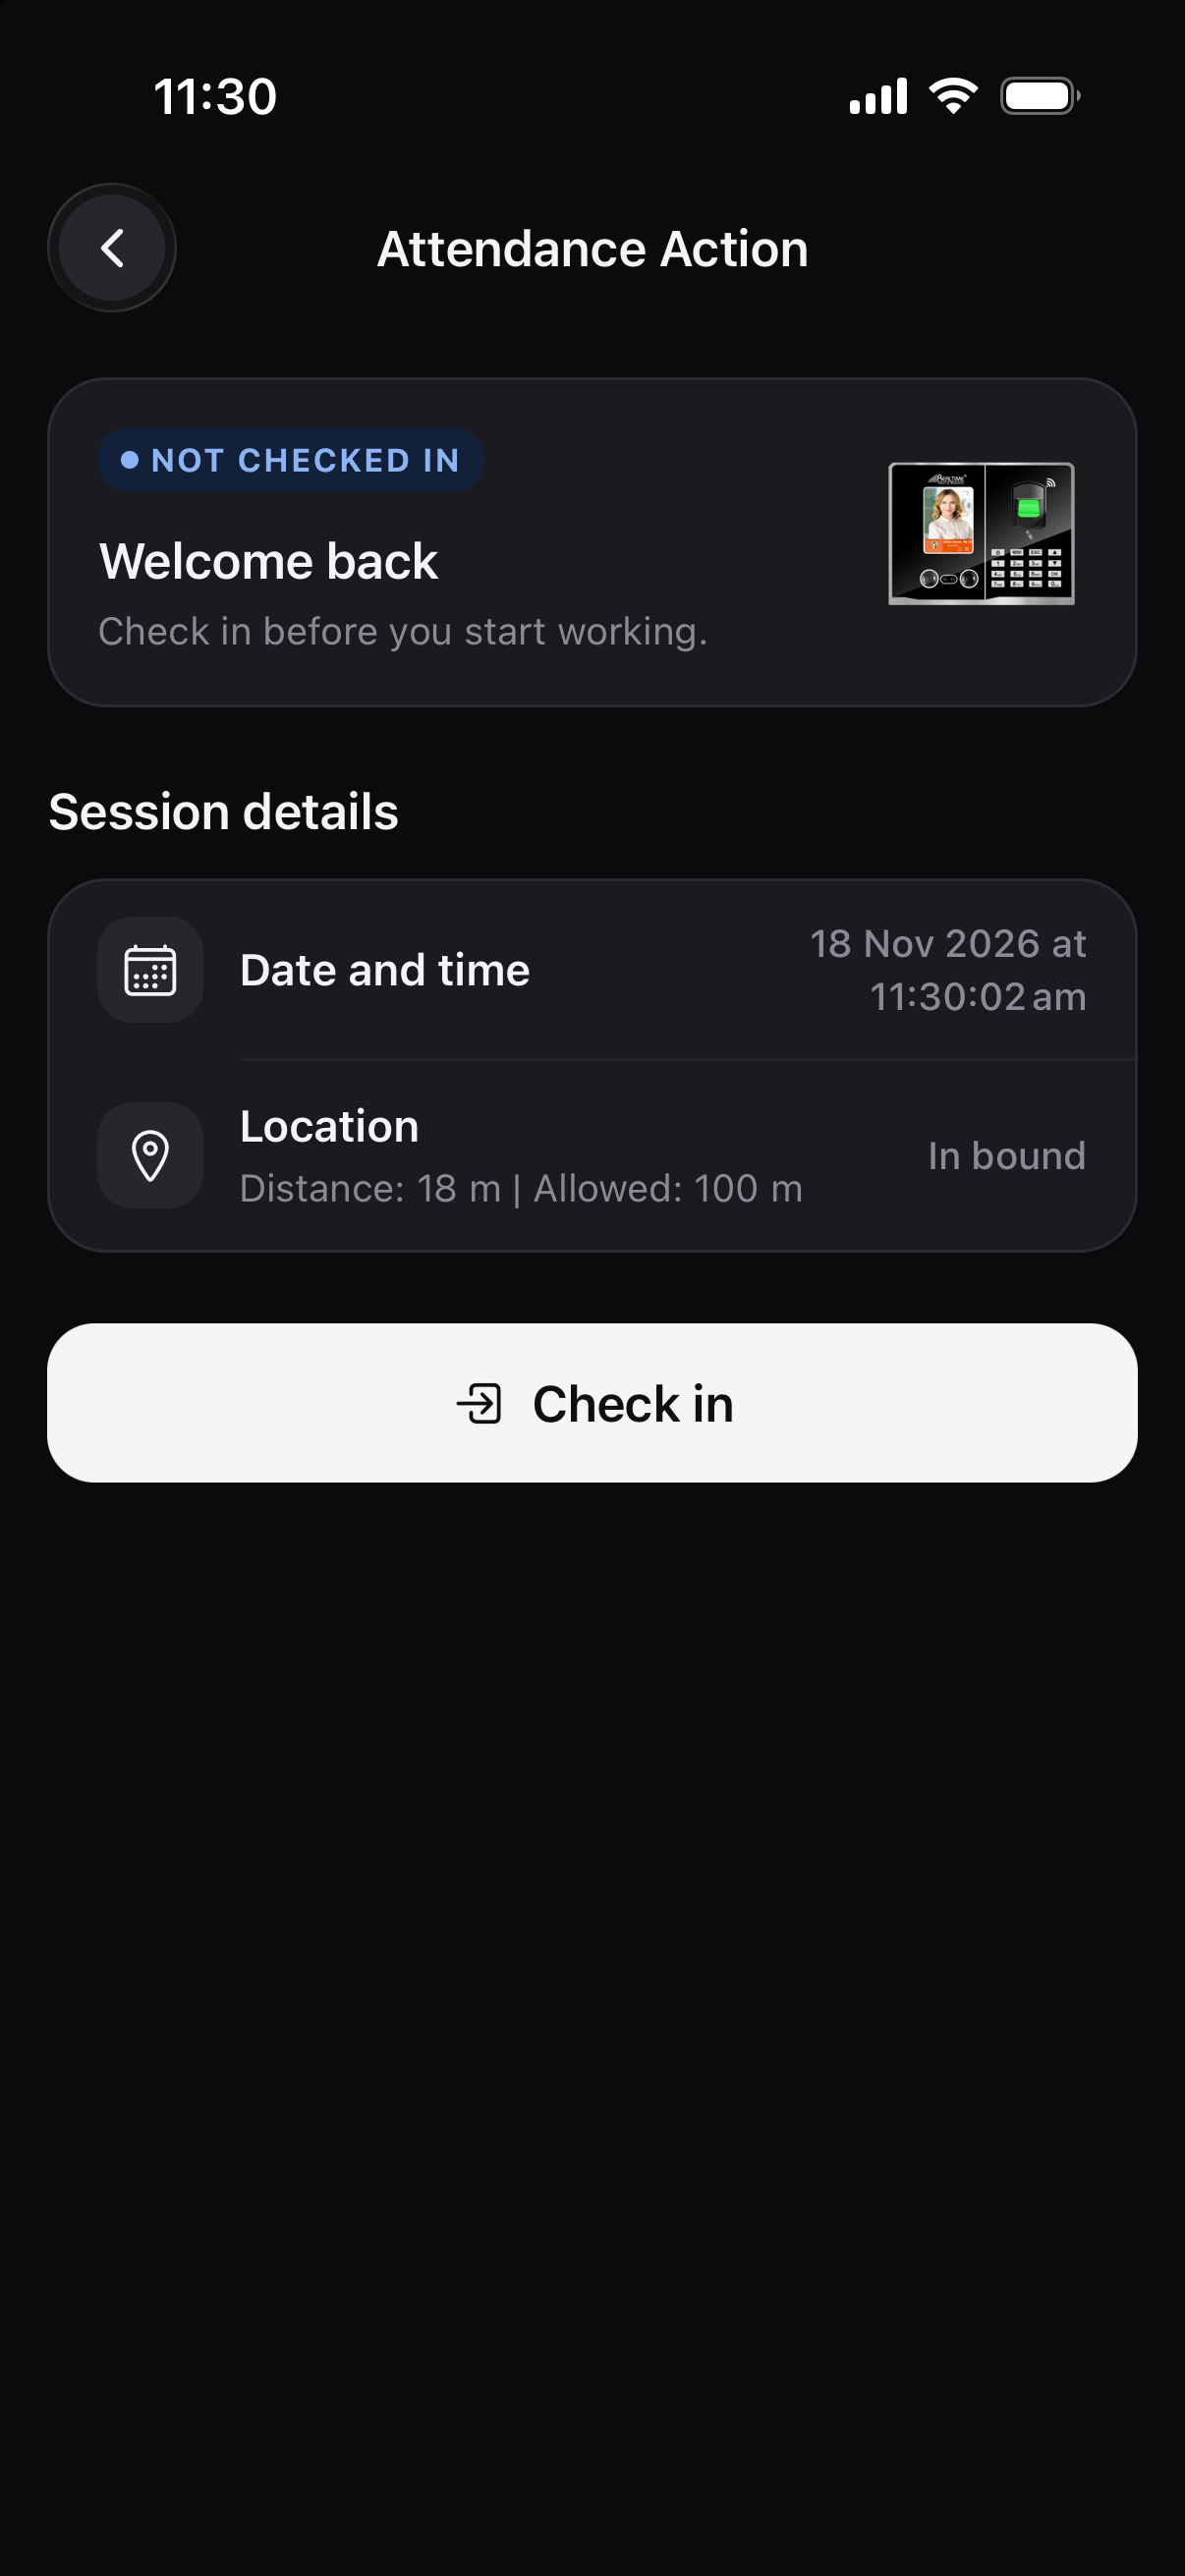 11:30
Attendance Action
NOT CHECKED IN
Welcome back
Check in before you start working.
Session details
Date and time
18 Nov 2026 at
11:30:02 am
Location
Distance: 18 m | Allowed: 100 m
In bound
Check in